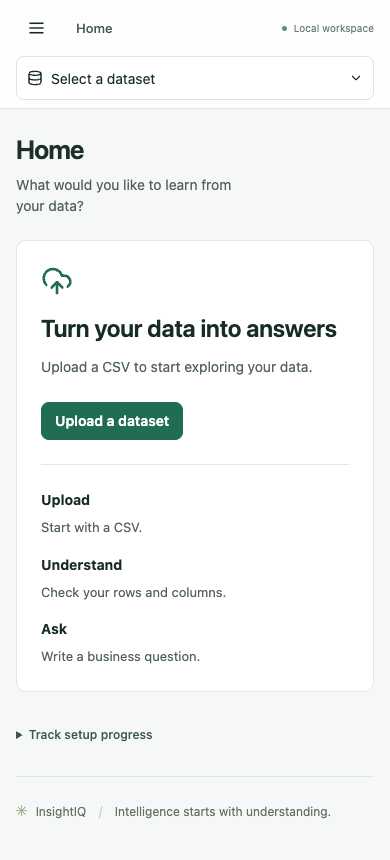 Home
Local workspace
Select a dataset
Home
What would you like to learn from
your data?
Turn your data into answers
Upload a CSV to start exploring your data.
Upload a dataset
Upload
Start with a CSV.
Understand
Check your rows and columns.
Ask
Write a business question.
Track setup progress
InsightIQ / Intelligence starts with understanding.